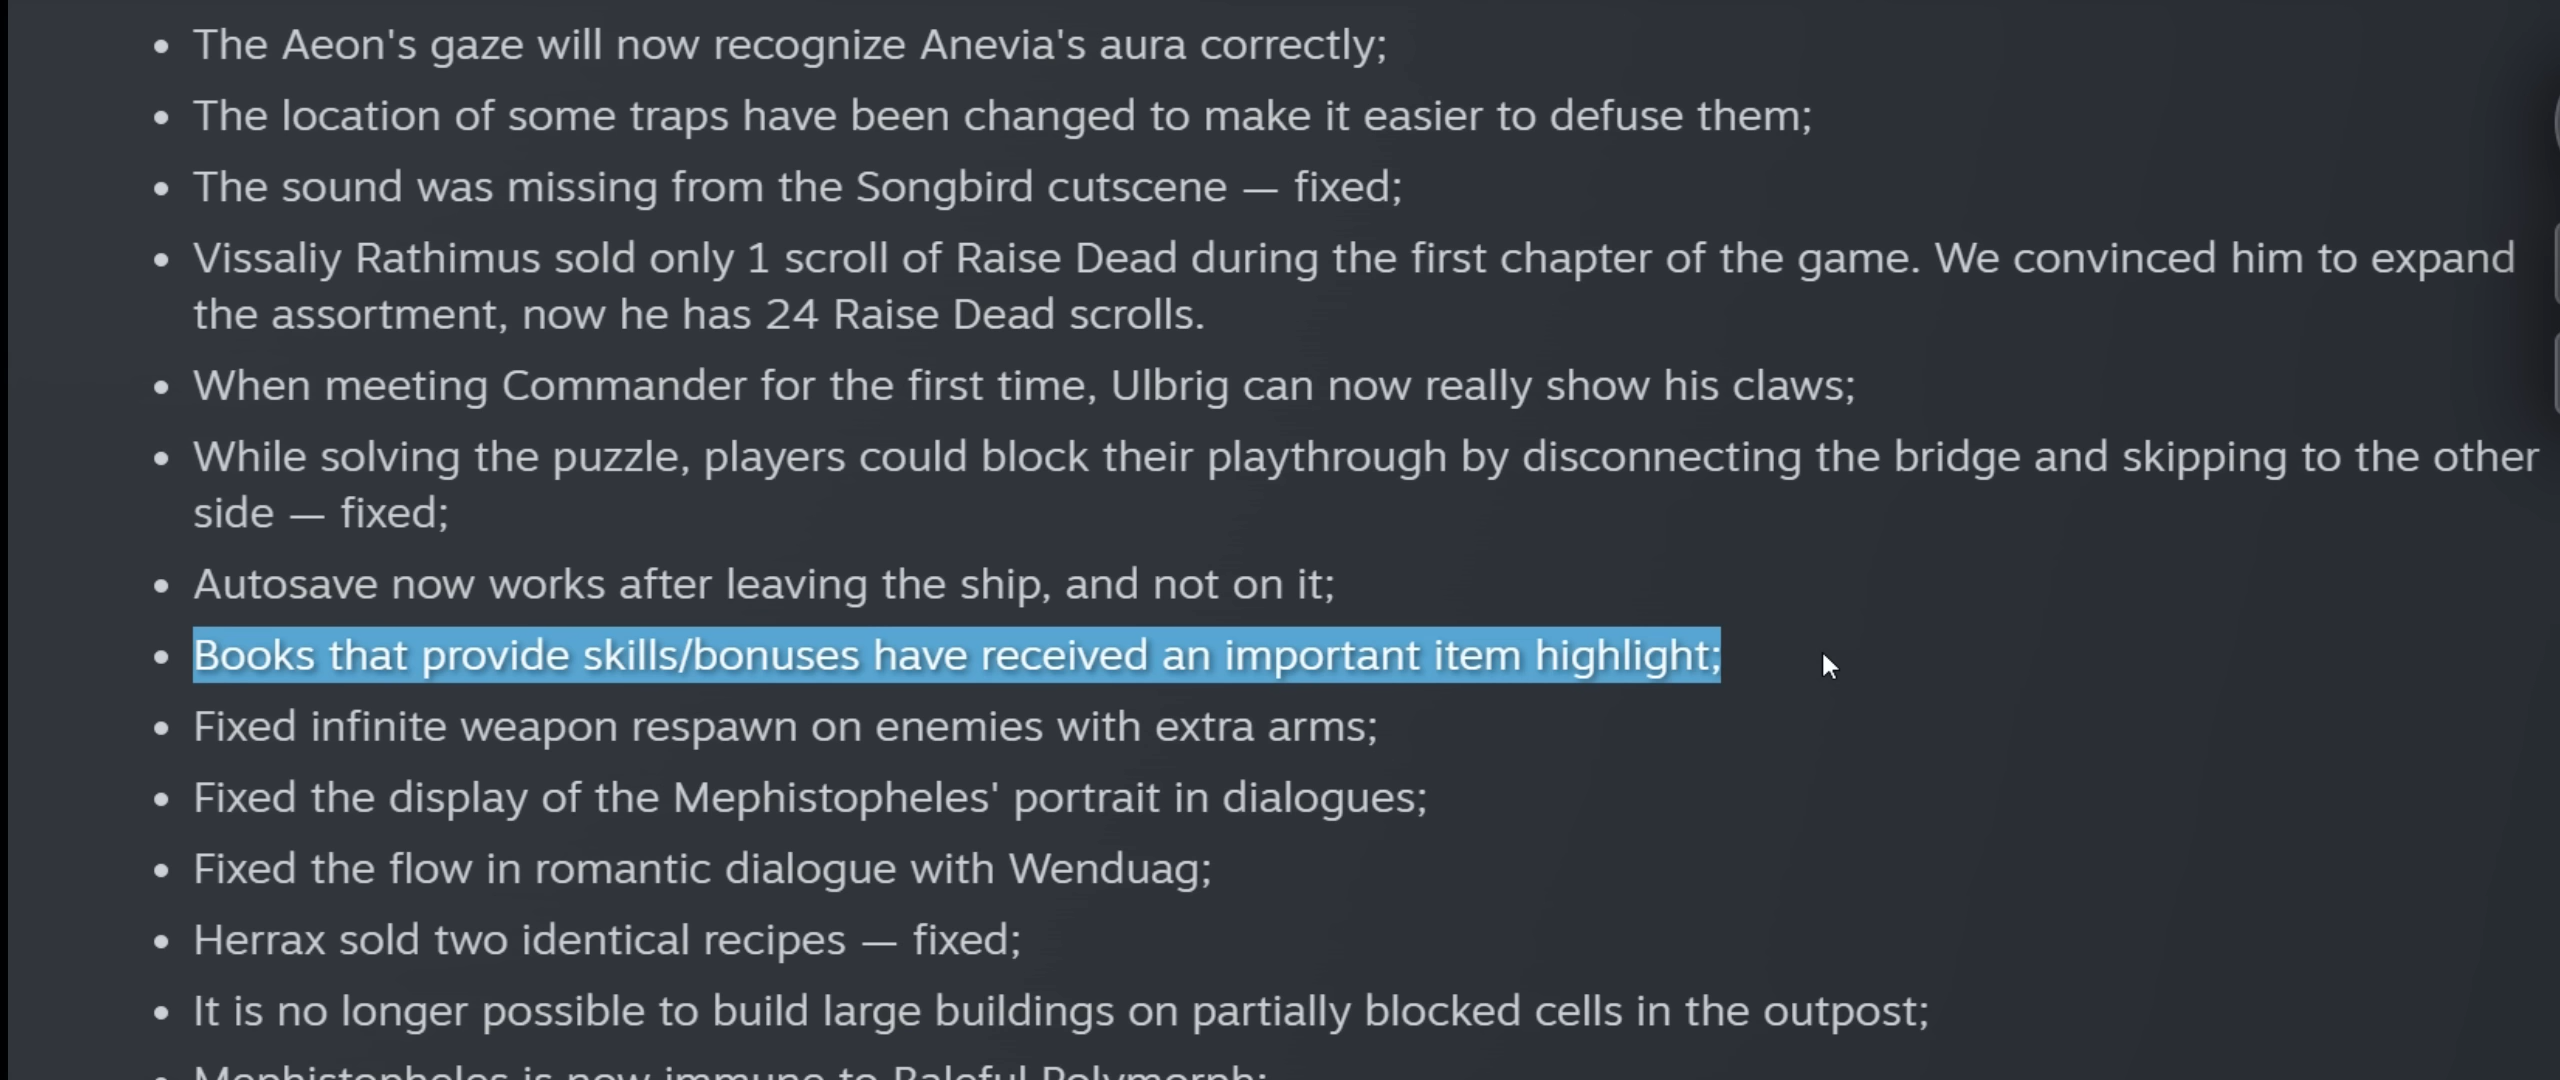 • The Aeon's gaze will now recognize Anevia's aura correctly;
• The location of some traps have been changed to make it easier to defuse them;
• The sound was missing from the Songbird cutscene — fixed;
• Vissaliy Rathimus sold only 1 scroll of Raise Dead during the first chapter of the game. We convinced him to expand
the assortment, now he has 24 Raise Dead scrolls.
• When meeting Commander for the first time, Ulbrig can now really show his claws;
• While solving the puzzle, players could block their playthrough by disconnecting the bridge and skipping to the other
side — fixed;
• Autosave now works after leaving the ship, and not on it;
• Books that provide skills/bonuses have received an important item highlight;
• Fixed infinite weapon respawn on enemies with extra arms;
• Fixed the display of the Mephistopheles' portrait in dialogues;
• Fixed the flow in romantic dialogue with Wenduag;
• Herrax sold two identical recipes — fixed;
• It is no longer possible to build large buildings on partially blocked cells in the outpost;
• Mephistopheles is now immune to Baleful Polymorph;